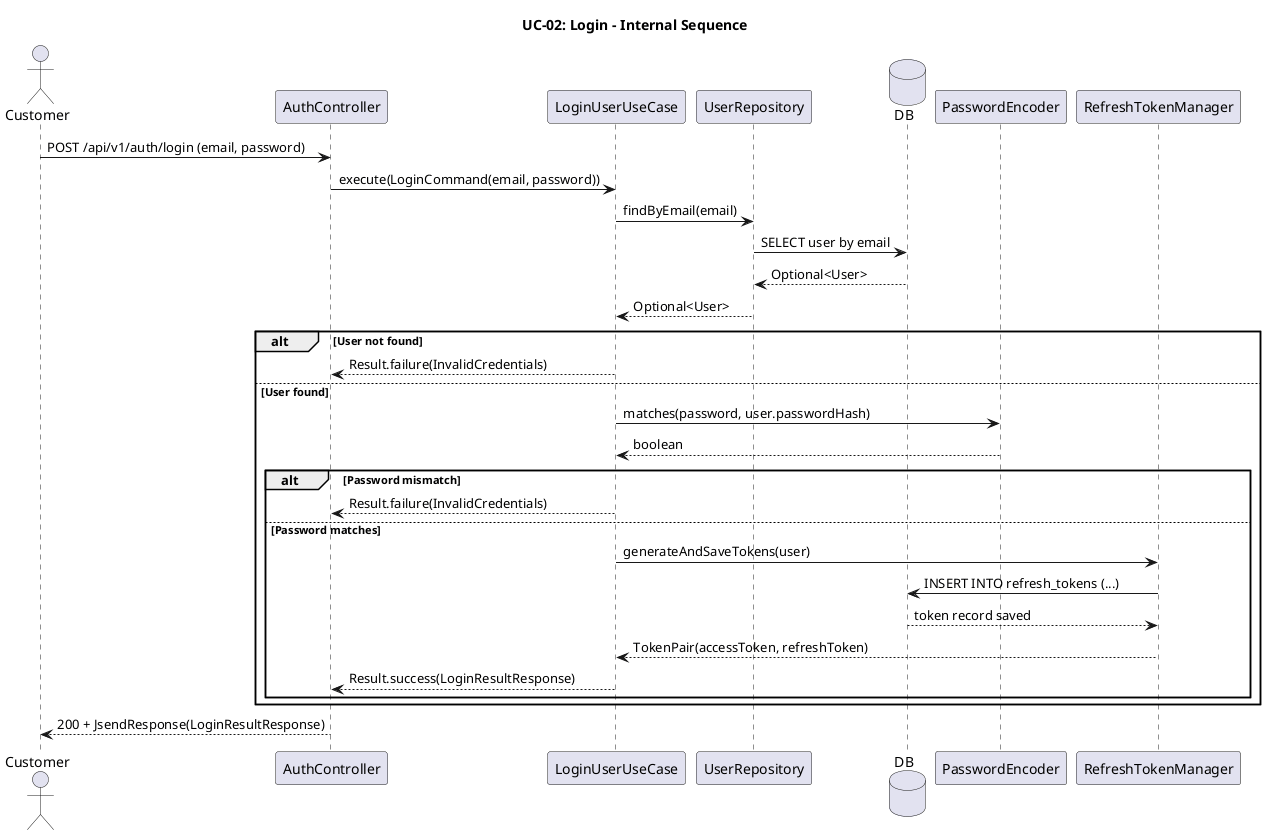 UC-02: Login - Internal Sequence
Customer
AuthController
LoginUserUseCase
UserRepository
DB
PasswordEncoder
RefreshTokenManager
POST /api/v1/auth/login (email, password)
execute(LoginCommand(email, password))
findByEmail(email)
SELECT user by email
Optional<User>
Optional<User>
alt [User not found]
Result.failure(InvalidCredentials)
[User found]
matches(password, user.passwordHash)
boolean
alt [Password mismatch]
Result.failure(InvalidCredentials)
[Password matches]
generateAndSaveTokens(user)
INSERT INTO refresh_tokens (...)
token record saved
TokenPair(accessToken, refreshToken)
Result.success(LoginResultResponse)
200 + JsendResponse(LoginResultResponse)
Customer
AuthController
LoginUserUseCase
UserRepository
DB
PasswordEncoder
RefreshTokenManager